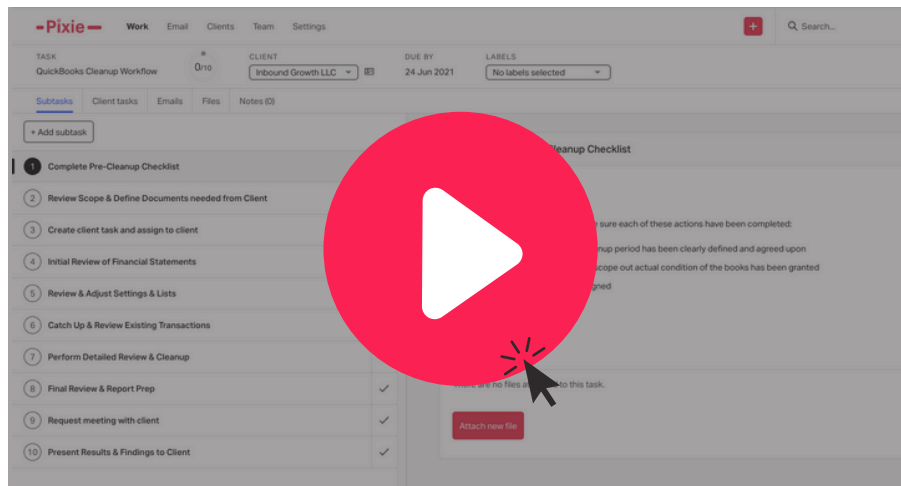 Pixie
Work Email Clients Team Settings
Search...
TASK CLIENT DUE BY LABELS
QuickBooks Cleanup Workflow 0/10 Inbound Growth LLC 24 Jun 2021 No labels selected
Subtasks Client tasks Emails Files Notes (0)
+ Add subtask
Cleanup Checklist
1 Complete Pre-Cleanup Checklist
2 Review Scope & Define Documents needed from Client
3 Create client task and assign to client
sure each of these actions have been completed:
period has been clearly defined and agreed upon
4 Initial Review of Financial Statements
scope out actual condition of the books has been granted
5 Review & Adjust Settings & Lists
6 Catch Up & Review Existing Transactions
7 Perform Detailed Review & Cleanup
8 Final Review & Report Prep
are no files to this task.
9 Request meeting with client
Attach new file
10 Present Results & Findings to Client